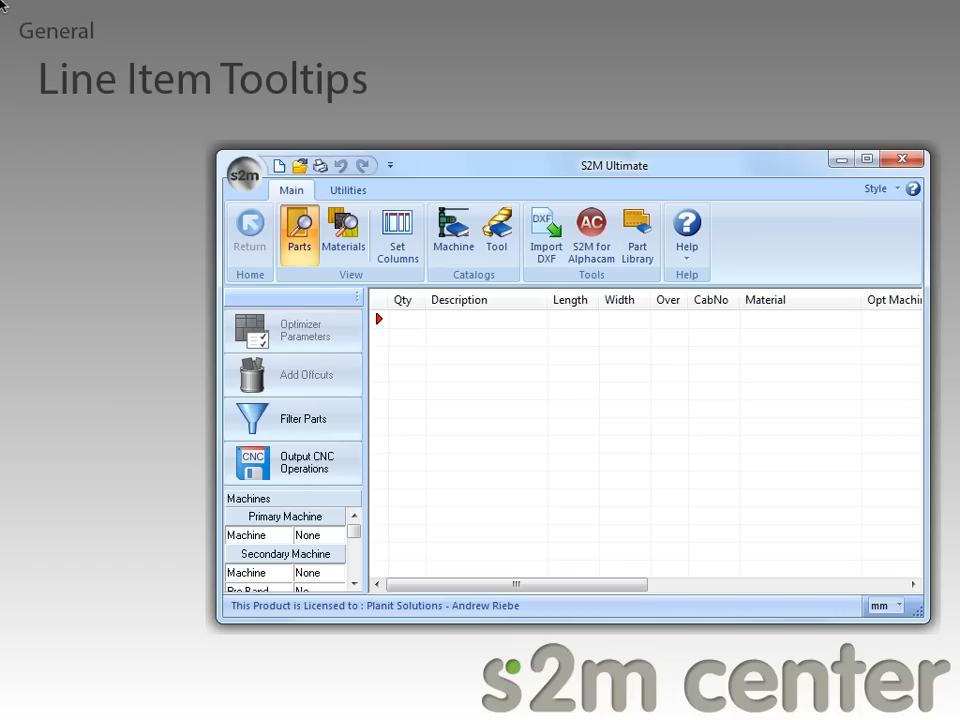 General
Line Item Tooltips
s2m
S2M Ultimate
Main
Utilities
Style
Return
Parts
Materials
Set
Columns
Machine
Tool
DXF
Import
DXF
AC
S2M for
Alphacam
Part
Library
Help
Home
View
Catalogs
Tools
Help
Qty
Description
Length
Width
Over
CabNo
Material
Opt Machi
Optimizer
Parameters
Add Offcuts
Filter Parts
CNC
Output CNC
Operations
Machines
Primary Machine
Machine
None
Secondary Machine
Machine
None
This Product is Licensed to : Planit Solutions - Andrew Riebe
mm
s2m center